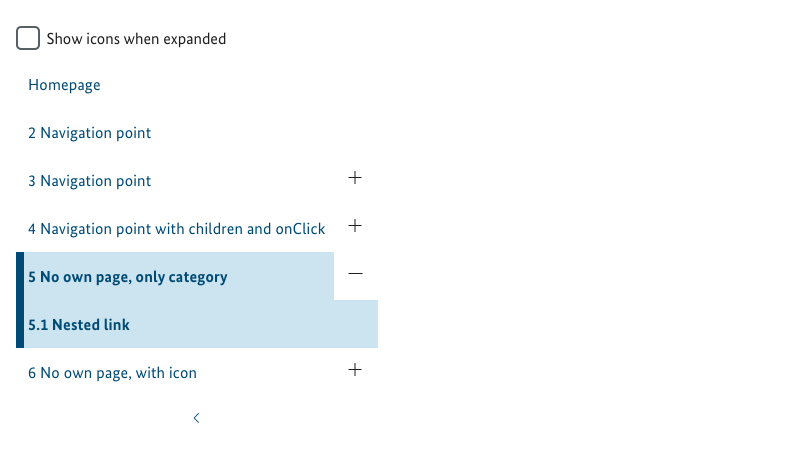 Show icons when expanded
Homepage
2 Navigation point
3 Navigation point
4 Navigation point with children and onClick
5 No own page, only category
5.1 Nested link
6 No own page, with icon